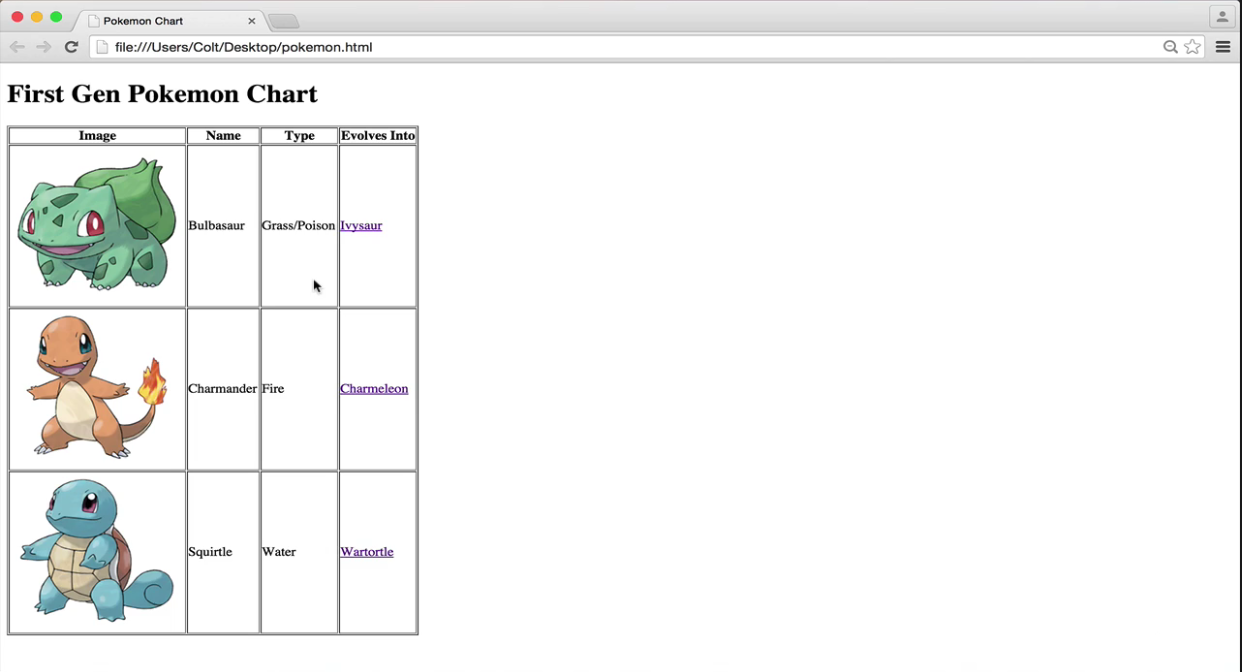 Pokemon Chart
file:///Users/Colt/Desktop/pokemon.html
First Gen Pokemon Chart
Image Name Type Evolves Into
Bulbasaur Grass/Poison Ivysaur
Charmander Fire Charmeleon
Squirtle Water Wartortle